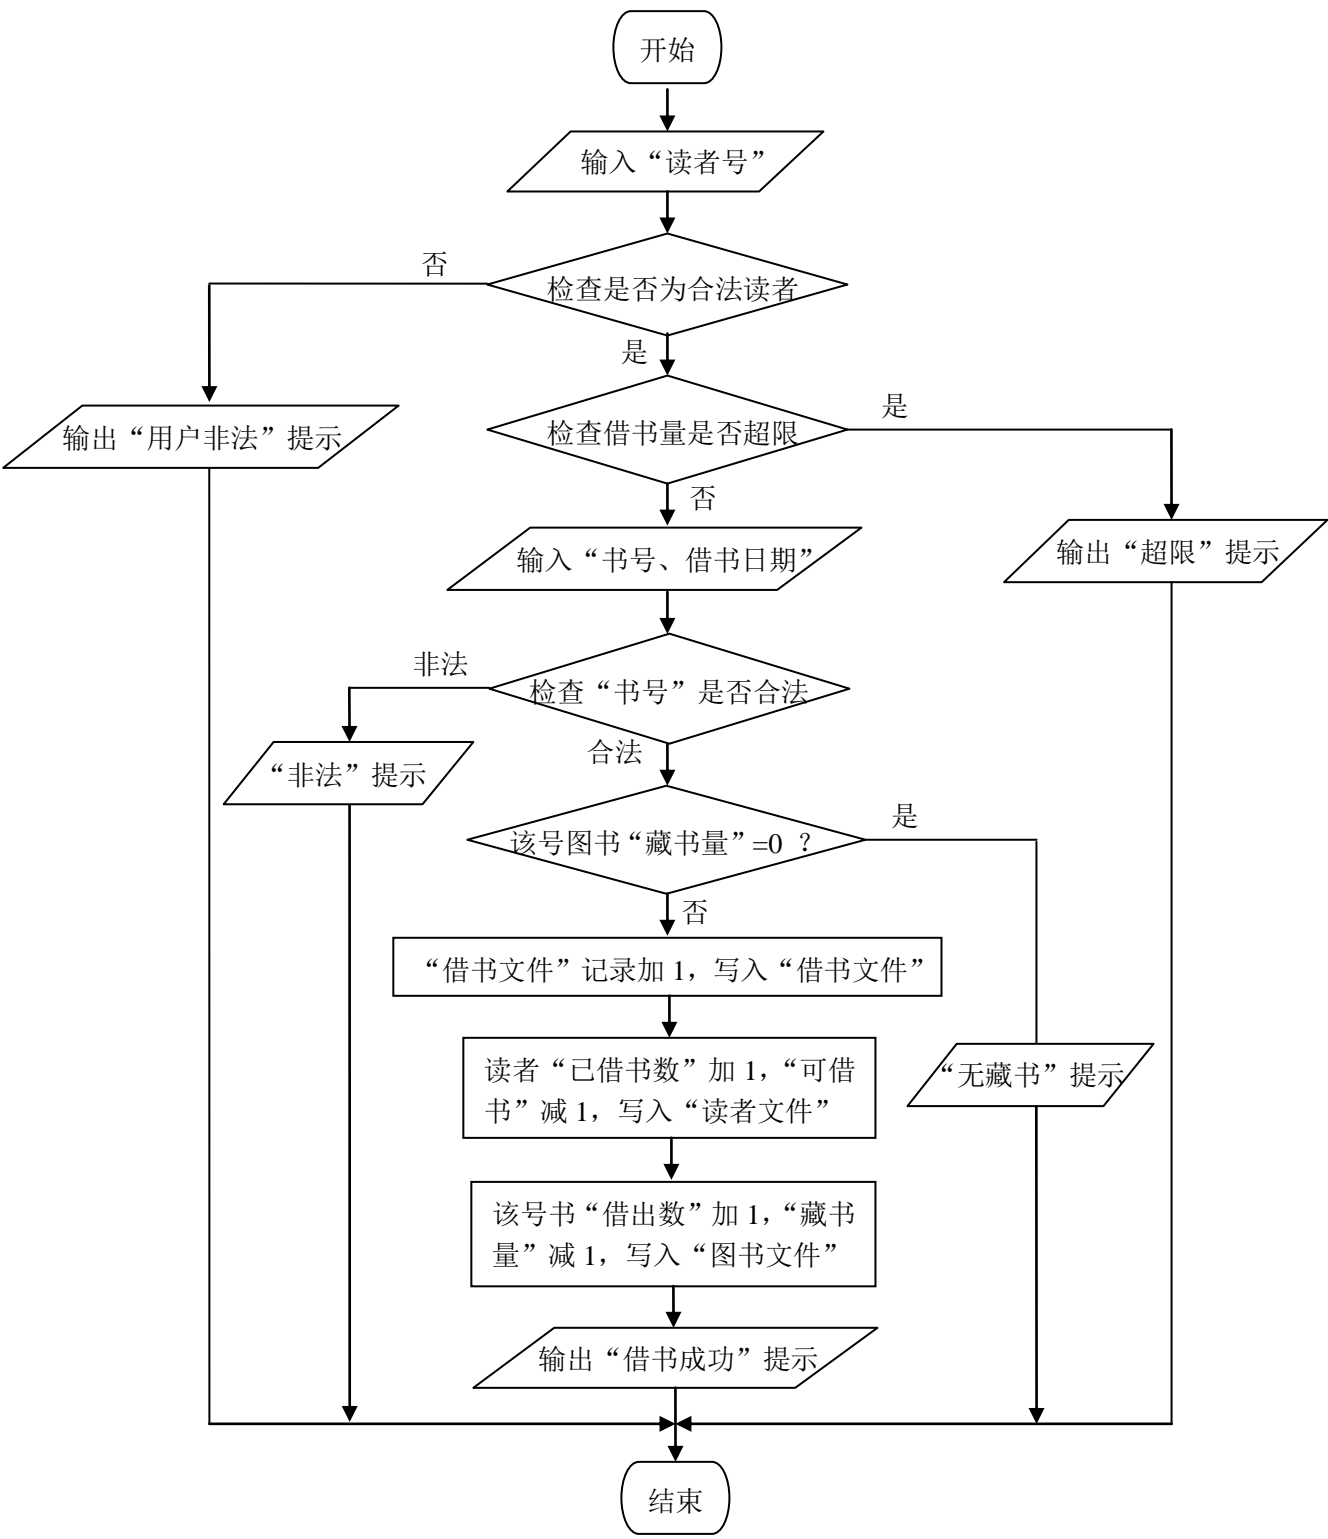 开始
输入“读者号”
否
检查是否为合法读者
是
输出“用户非法”提示
检查借书量是否超限
是
否
输入“书号、借书日期”
输出“超限”提示
非法
检查“书号”是否合法
合法
“非法”提示
该号图书“藏书量”=0 ？
是
否
“借书文件”记录加 1，写入“借书文件”
读者“已借书数”加 1，“可借
书”减 1，写入“读者文件”
“无藏书”提示
该号书“借出数”加 1，“藏书
量”减 1，写入“图书文件”
输出“借书成功”提示
结束